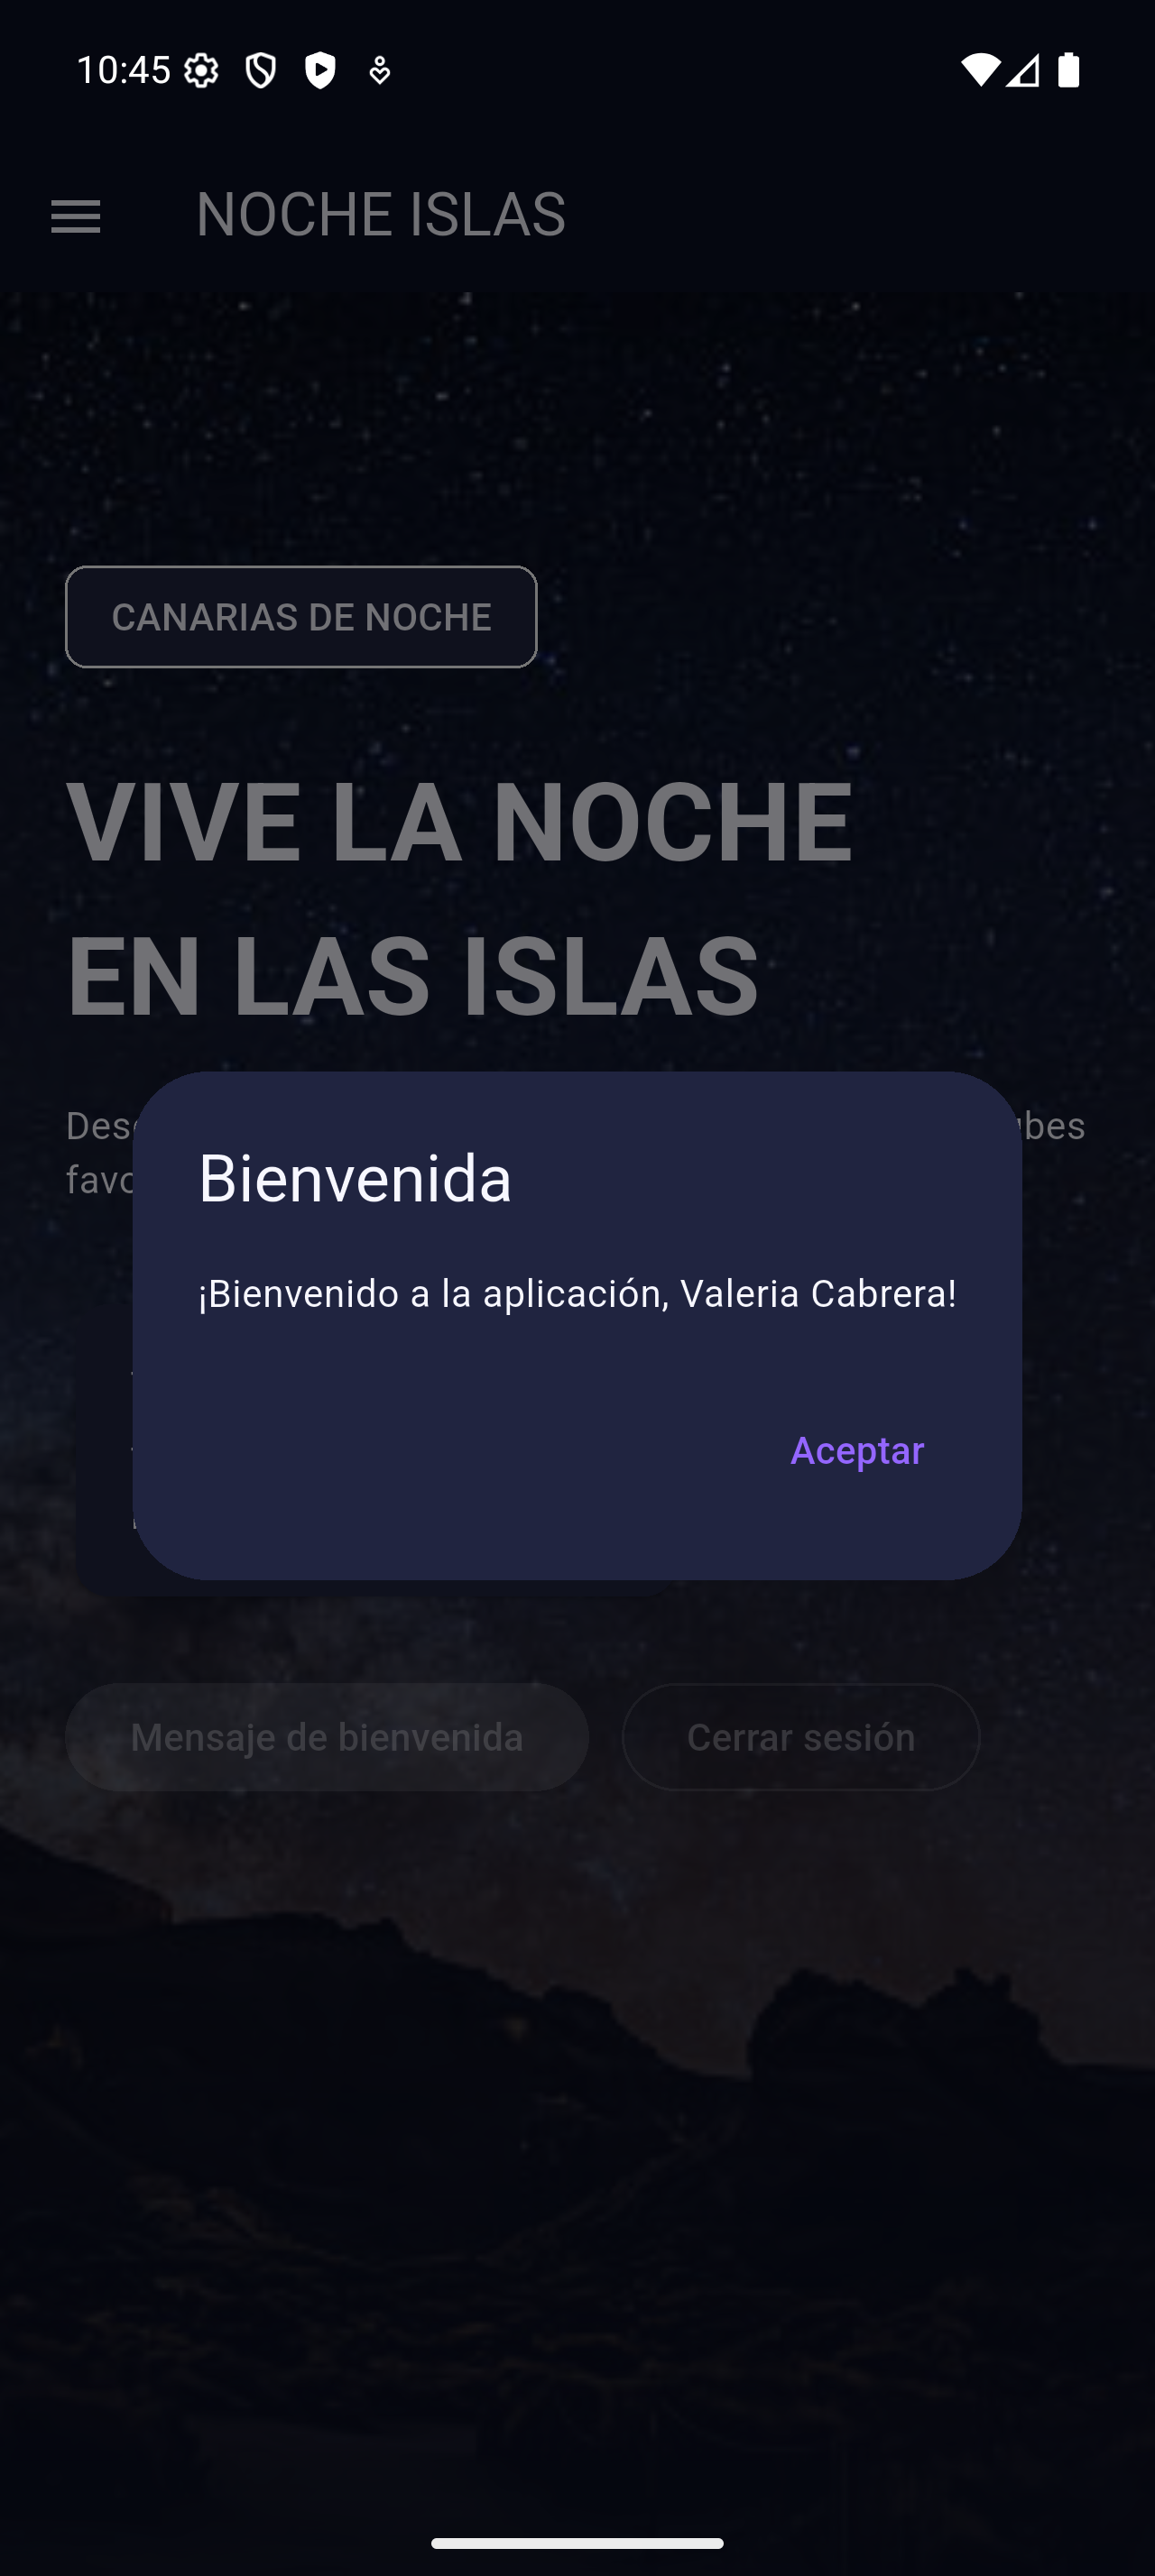 10:45
NOCHE ISLAS
CANARIAS DE NOCHE
VIVE LA NOCHE
EN LAS ISLAS
Bienvenida
¡Bienvenido a la aplicación, Valeria Cabrera!
Aceptar
Mensaje de bienvenida
Cerrar sesión